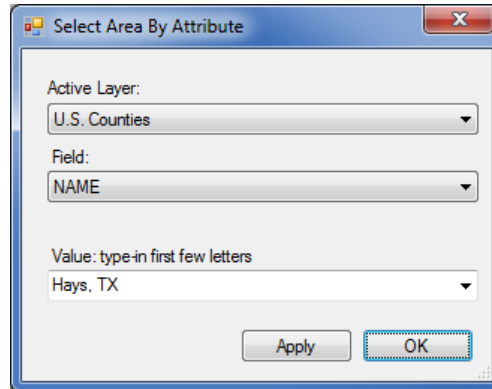 Select Area By Attribute
Active Layer:
U.S. Counties
Field:
NAME
Value: type-in first few letters
Hays, TX
Apply OK